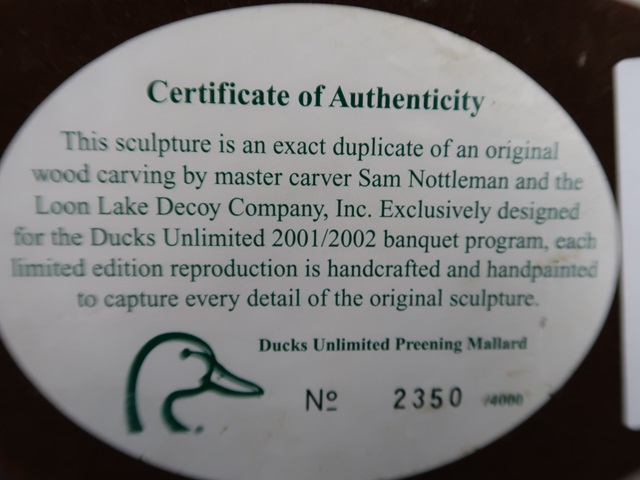 Certificate of Authenticity
This sculpture is an exact duplicate of an original
wood carving by master carver Sam Nottleman and the
Loon Lake Decoy Company, Inc. Exclusively designed
for the Ducks Unlimited 2001/2002 banquet program, each
limited edition reproduction is handcrafted and handpainted
to capture every detail of the original sculpture.
Ducks Unlimited Preening Mallard
Nº 2350 /4000